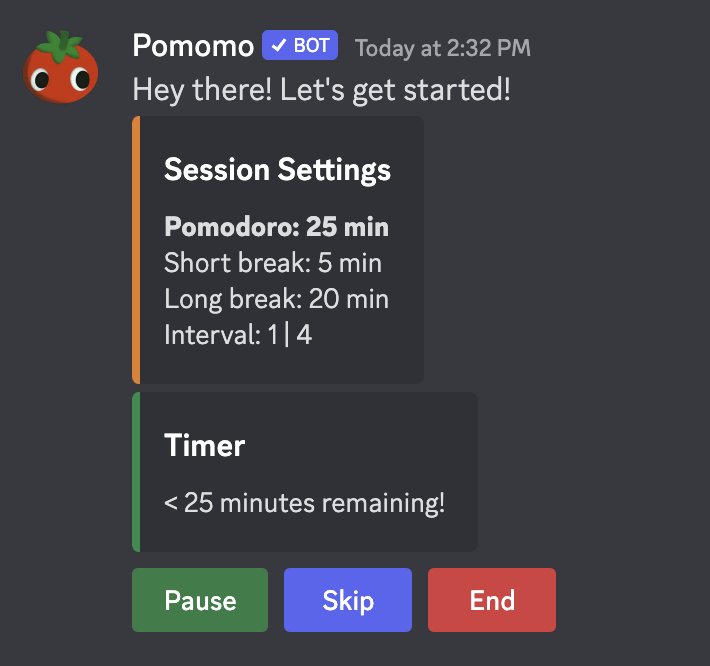 Pomomo ✓ BOT Today at 2:32 PM
Hey there! Let's get started!
Session Settings
Pomodoro: 25 min
Short break: 5 min
Long break: 20 min
Interval: 1 | 4
Timer
< 25 minutes remaining!
Pause Skip End